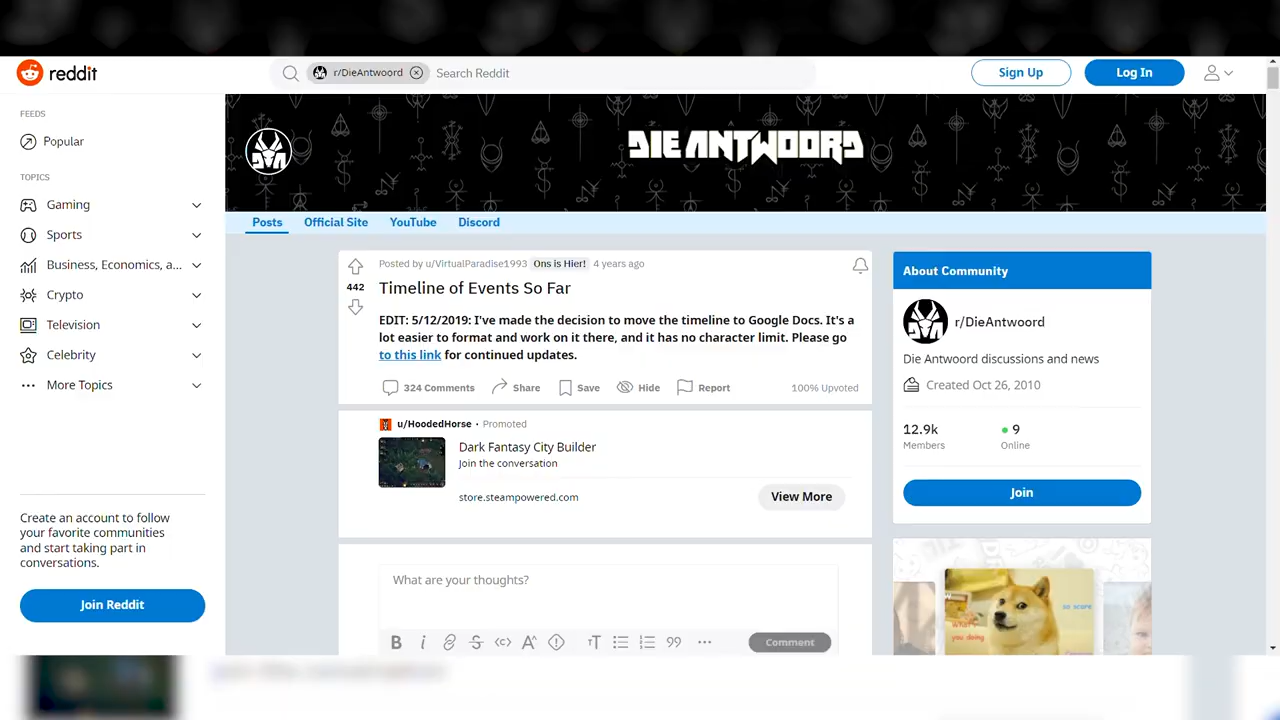 reddit
r/DieAntwoord
Search Reddit
Sign Up
Log In
FEEDS
Popular
TOPICS
Gaming
Sports
Business, Economics, a...
Crypto
Television
Celebrity
More Topics
Create an account to follow
your favorite communities
and start taking part in
conversations.
Join Reddit
DIE ANTWOORD
Posts
Official Site
YouTube
Discord
Posted by u/VirtualParadise1993 Ons is Hier! 4 years ago
442
Timeline of Events So Far
EDIT: 5/12/2019: I've made the decision to move the timeline to Google Docs. It's a
lot easier to format and work on it there, and it has no character limit. Please go
to this link for continued updates.
324 Comments
Share
Save
Hide
Report
100% Upvoted
u/HoodedHorse • Promoted
Dark Fantasy City Builder
Join the conversation
store.steampowered.com
View More
What are your thoughts?
B i S <c> A T 99 ...
Comment
About Community
r/DieAntwoord
Die Antwoord discussions and news
Created Oct 26, 2010
12.9k
Members
9
Online
Join
so scare
you doing